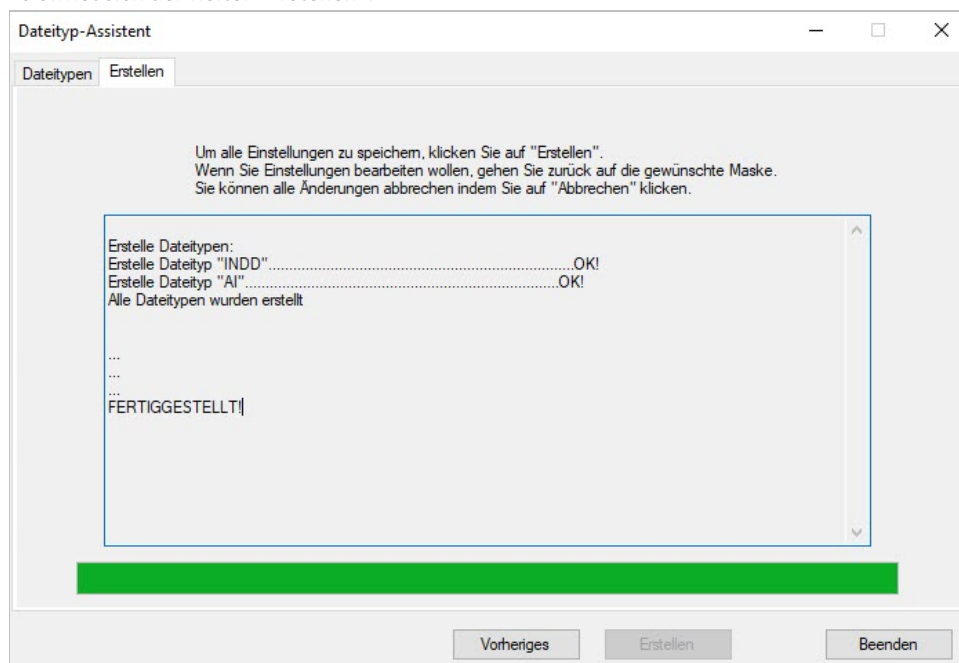 Dateityp-Assistent
Dateitypen Erstellen
Um alle Einstellungen zu speichern, klicken Sie auf "Erstellen".
Wenn Sie Einstellungen bearbeiten wollen, gehen Sie zurück auf die gewünschte Maske.
Sie können alle Änderungen abbrechen indem Sie auf "Abbrechen" klicken.
Erstelle Dateitypen:
Erstelle Dateityp "INDD"..........................................................................OK!
Erstelle Dateityp "AI"............................................................................OK!
Alle Dateitypen wurden erstellt
...
...
...
FERTIGGESTELLT!
Vorheriges Erstellen Beenden